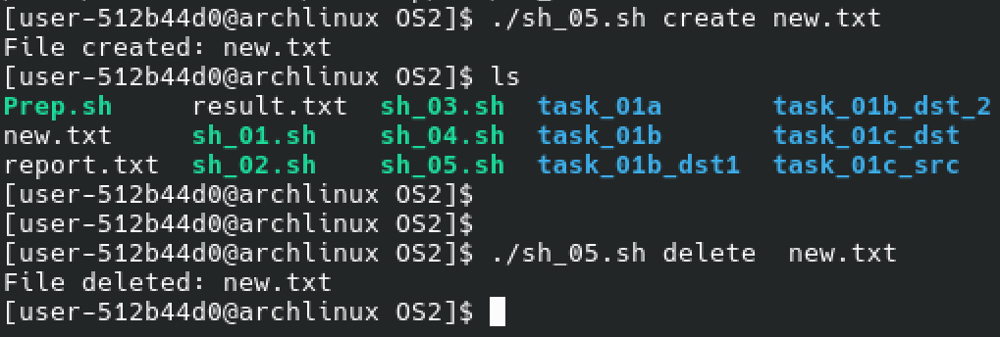 [user-512b44d0@archlinux OS2]$ ./sh_05.sh create new.txt
File created: new.txt
[user-512b44d0@archlinux OS2]$ ls
Prep.sh     result.txt  sh_03.sh  task_01a       task_01b_dst_2
new.txt     sh_01.sh    sh_04.sh  task_01b       task_01c_dst
report.txt  sh_02.sh    sh_05.sh  task_01b_dst1  task_01c_src
[user-512b44d0@archlinux OS2]$
[user-512b44d0@archlinux OS2]$
[user-512b44d0@archlinux OS2]$ ./sh_05.sh delete  new.txt
File deleted: new.txt
[user-512b44d0@archlinux OS2]$